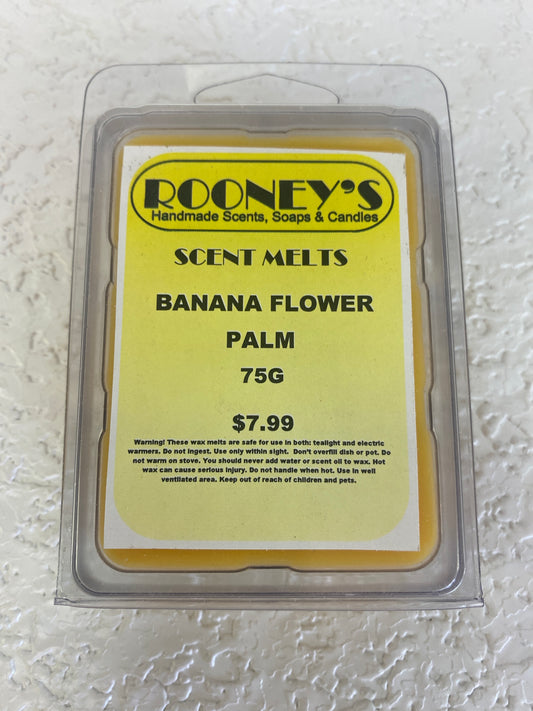 ROONEY'S
Handmade Scents, Soaps & Candles
SCENT MELTS
BANANA FLOWER
PALM
75G
$7.99
Warning! These wax melts are safe for use in both: tealight and electric
warmers. Do not ingest. Use only within sight. Don't overfill dish or pot. Do
not warm on stove. You should never add water or scent oil to wax. Hot
wax can cause serious injury. Do not handle when hot. Use in well
ventilated area. Keep out of reach of children and pets.